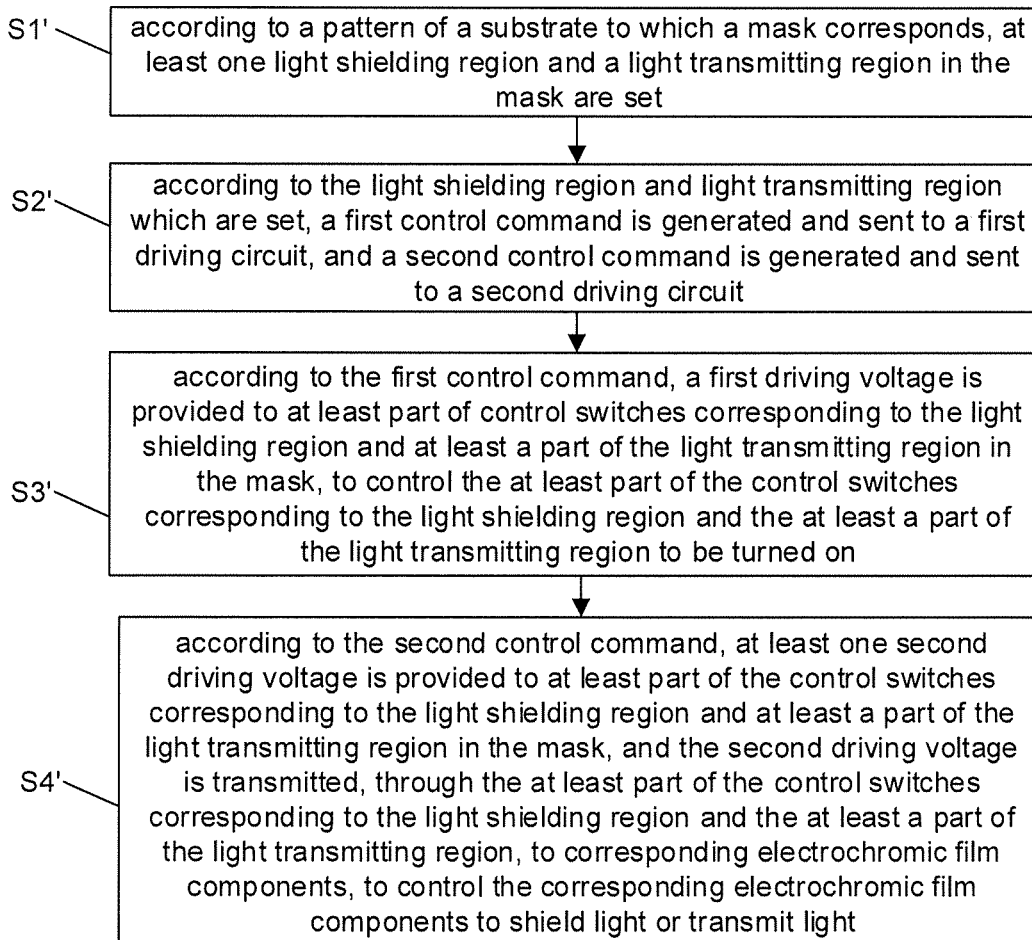 S1'
according to a pattern of a substrate to which a mask corresponds, at
least one light shielding region and a light transmitting region in the
mask are set
S2'
according to the light shielding region and light transmitting region
which are set, a first control command is generated and sent to a first
driving circuit, and a second control command is generated and sent
to a second driving circuit
S3'
according to the first control command, a first driving voltage is
provided to at least part of control switches corresponding to the light
shielding region and at least a part of the light transmitting region in
the mask, to control the at least part of the control switches
corresponding to the light shielding region and the at least a part of
the light transmitting region to be turned on
S4'
according to the second control command, at least one second
driving voltage is provided to at least part of the control switches
corresponding to the light shielding region and at least a part of the
light transmitting region in the mask, and the second driving voltage
is transmitted, through the at least part of the control switches
corresponding to the light shielding region and the at least a part of
the light transmitting region, to corresponding electrochromic film
components, to control the corresponding electrochromic film
components to shield light or transmit light